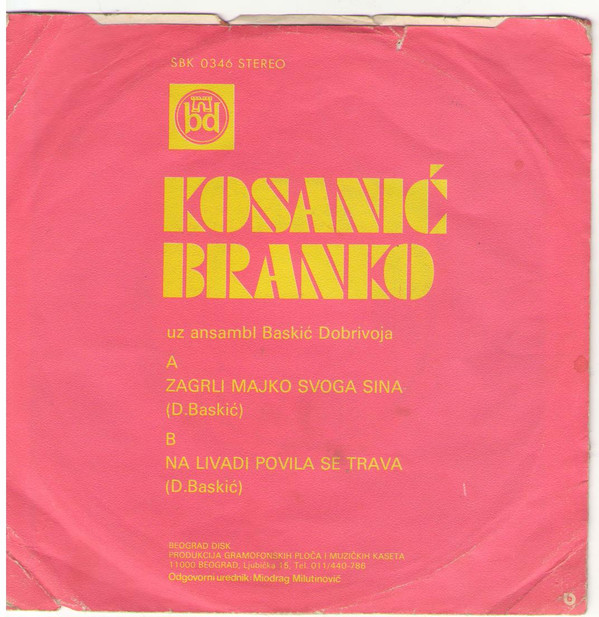 SBK 0346 STEREO
bd
KOSANIĆ
BRANKO
uz ansambl Baskić Dobrivoja
A
ZAGRLI MAJKO SVOGA SINA
(D.Baskić)
B
NA LIVADI POVILA SE TRAVA
(D.Baskić)
BEOGRAD DISK
PRODUKCIJA GRAMOFONSKIH PLOČA I MUZIČKIH KASETA
11000 BEOGRAD, Ljubička 15, Tel. 011/440-786
Odgovorni urednik: Miodrag Milutinović